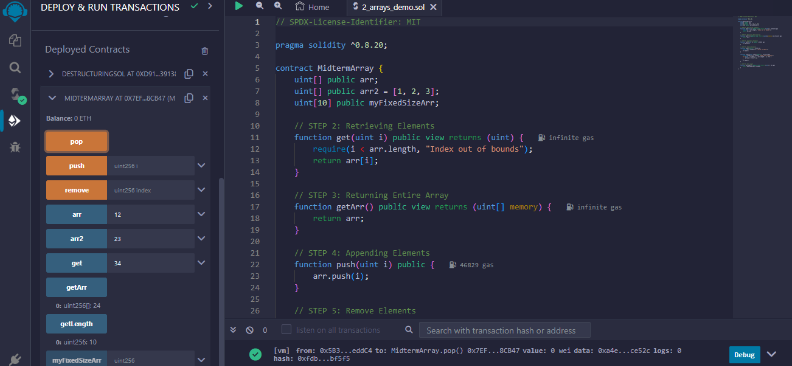 DEPLOY & RUN TRANSACTIONS
Home
2_arrays_demo.sol
Deployed Contracts
DESTRUCTURINGSOL AT 0XD91...39138
MIDTERMARRAY AT 0X7EF...8CB47 (M
Balance: 0 ETH
pop
push uint256 i
remove uint256 index
arr 12
arr2 23
get 34
getArr
0: uint256[]: 24
getLength
0: uint256: 10
myFixedSizeArr uint256
1 // SPDX-License-Identifier: MIT
2
3 pragma solidity ^0.8.20;
4
5 contract MidtermArray {
6 uint[] public arr;
7 uint[] public arr2 = [1, 2, 3];
8 uint[10] public myFixedSizeArr;
9
10 // STEP 2: Retrieving Elements
11 function get(uint i) public view returns (uint) { infinite gas
12 require(i < arr.length, "Index out of bounds");
13 return arr[i];
14 }
15
16 // STEP 3: Returning Entire Array
17 function getArr() public view returns (uint[] memory) { infinite gas
18 return arr;
19 }
20
21 // STEP 4: Appending Elements
22 function push(uint i) public { 46829 gas
23 arr.push(i);
24 }
25
26 // STEP 5: Remove Elements
0
listen on all transactions
Search with transaction hash or address
[vm] from: 0x5B3...eddC4 to: MidtermArray.pop() 0x7EF...8CB47 value: 0 wei data: 0xa4e...ce52c logs: 0
hash: 0xfdb...bf5f5
Debug